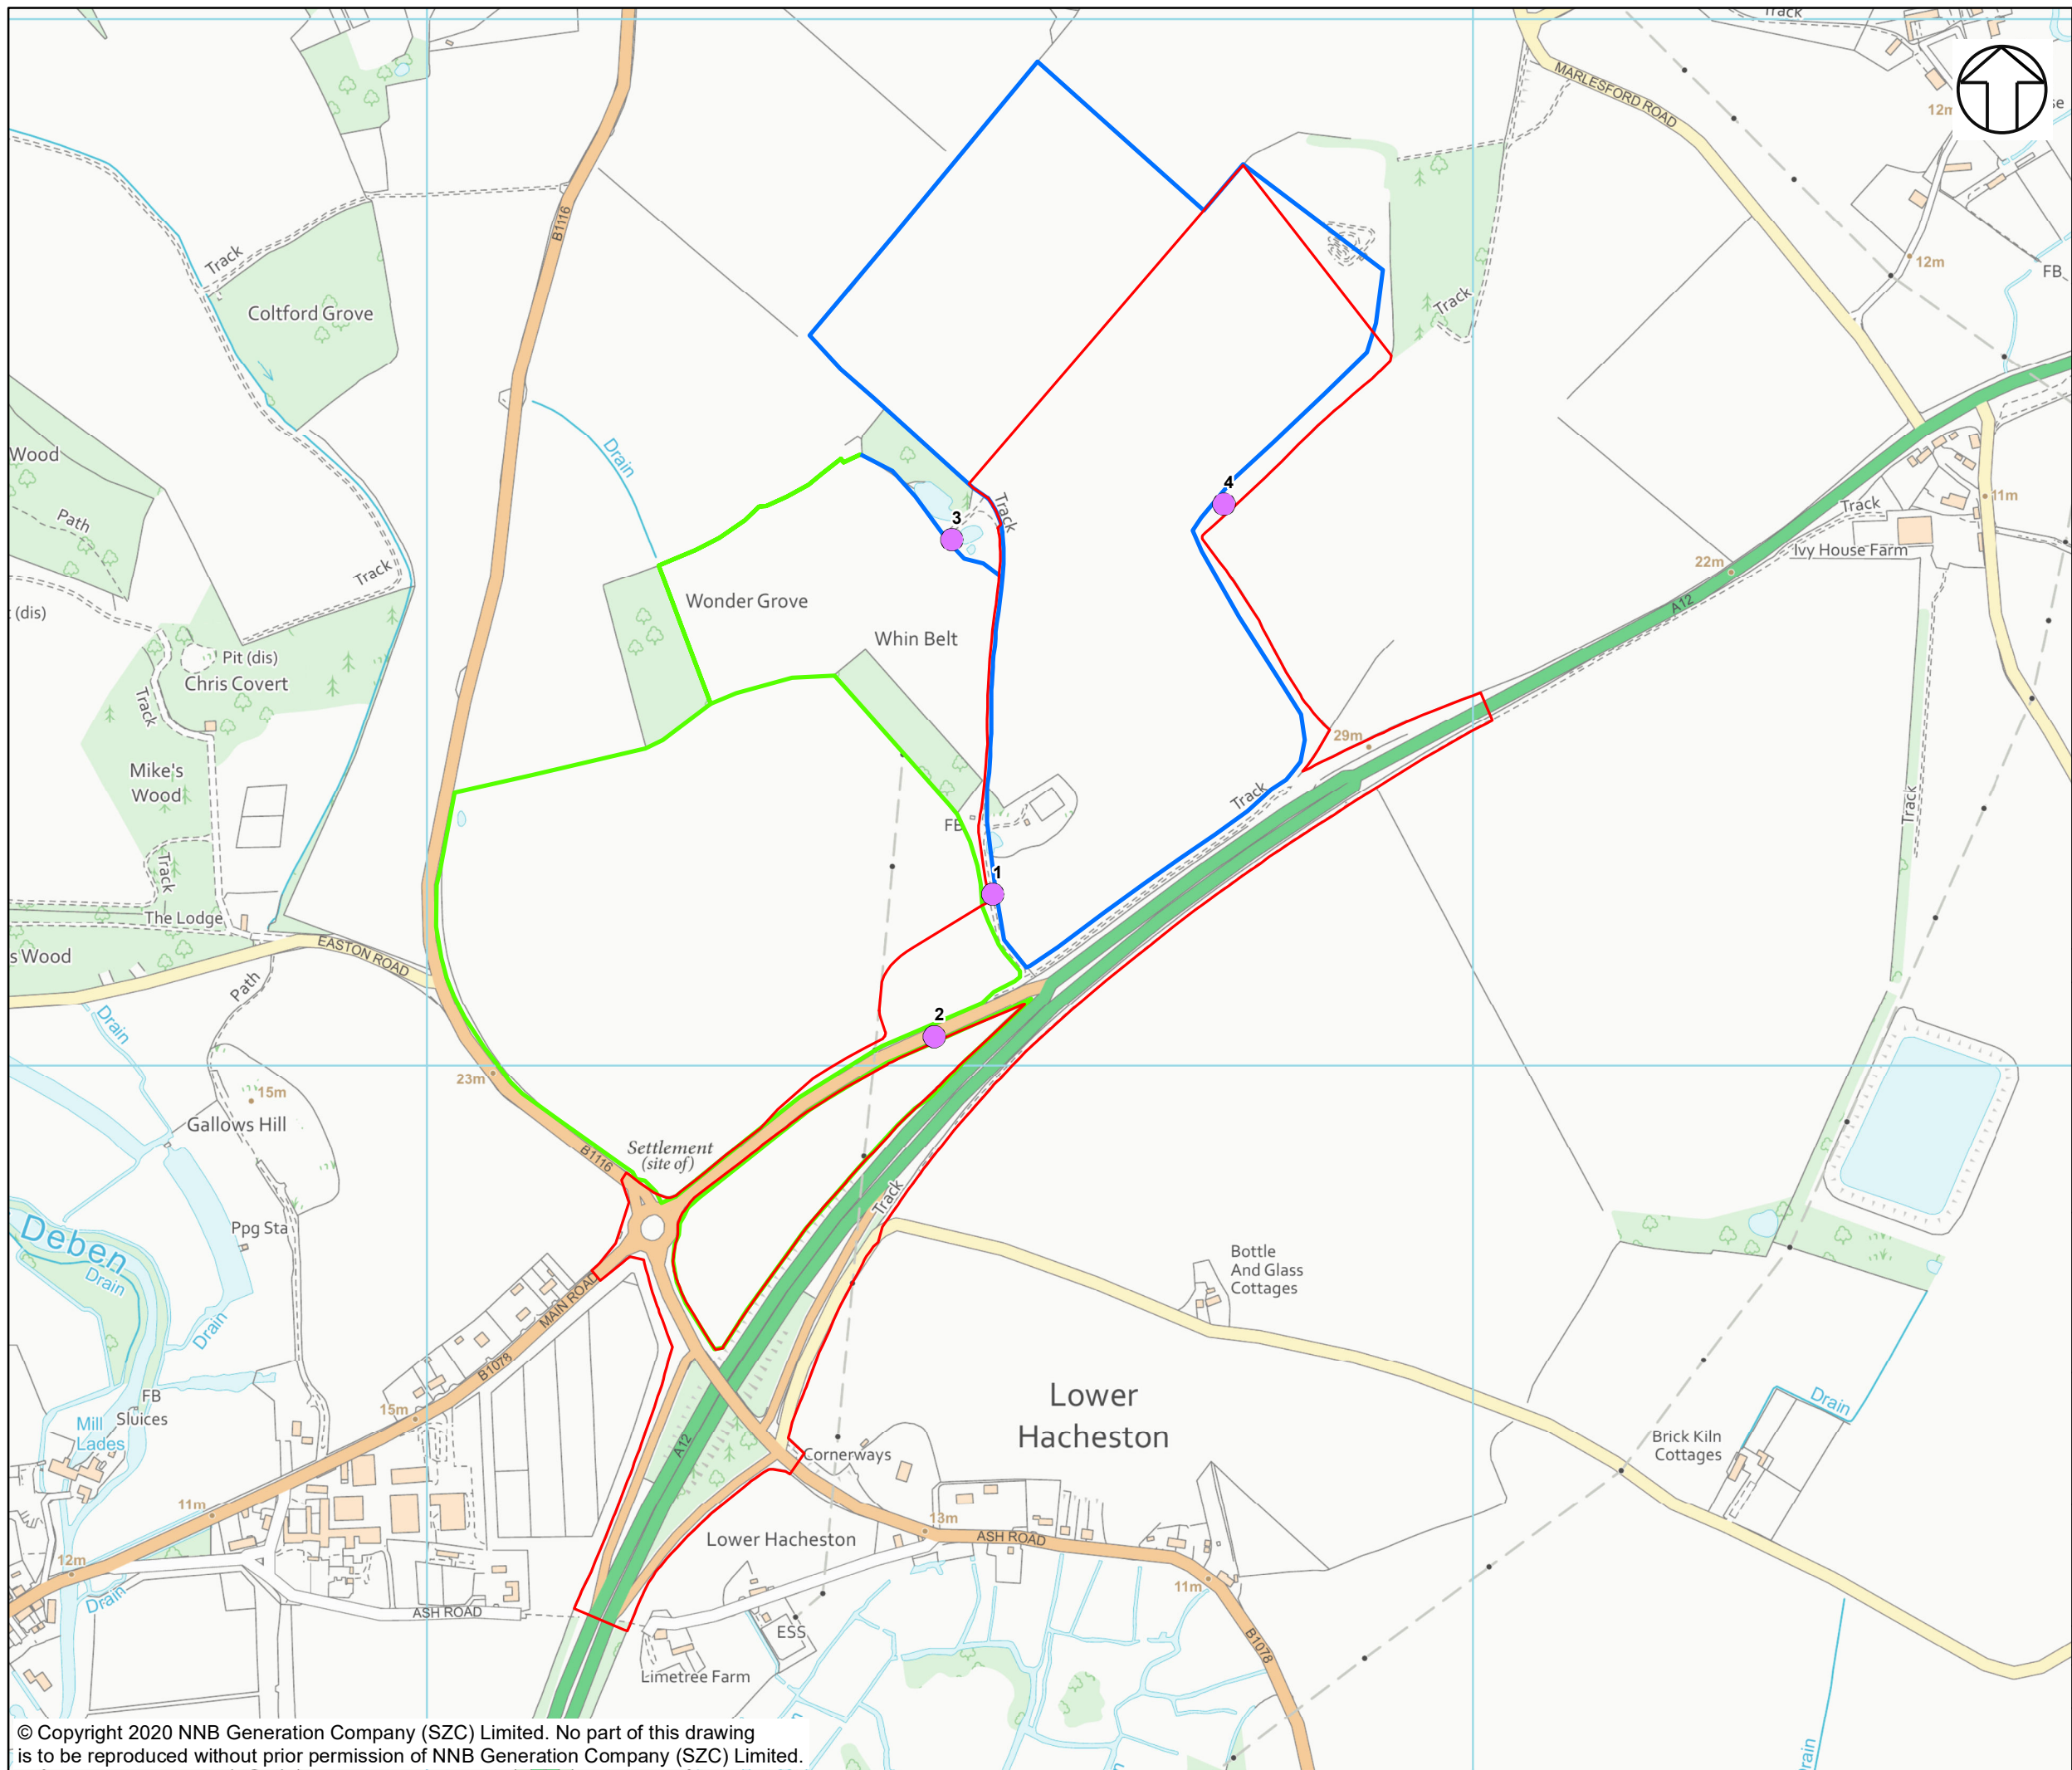 Track
MARLESFORD ROAD
B1116
Track
Coltford Grove
12m
FB
Track
Drain
Wood
Path
Track
4
3
Track
Track
11m
Ivy House Farm
22m
A12
(dis)
Wonder Grove
Whin Belt
Pit (dis)
Chris Covert
Track
Mike's
Wood
Track
29m
Track
Track
FB
1
The Lodge
EASTON ROAD
s Wood
Path
Drain
2
23m
15m
Gallows Hill
Settlement
(site of)
B1116
Track
Ppg Sta
Deben
Drain
Drain
MAIN ROAD
B1078
Bottle
And Glass
Cottages
Lower
Hacheston
FB
Sluices
Mill
Lades
15m
A12
Cornerways
Drain
Brick Kiln
Cottages
11m
13m
ASH ROAD
Lower Hacheston
12m
Drain
ASH ROAD
11m
ESS
B1078
Limetree Farm
Drain
© Copyright 2020 NNB Generation Company (SZC) Limited. No part of this drawing
is to be reproduced without prior permission of NNB Generation Company (SZC) Limited.